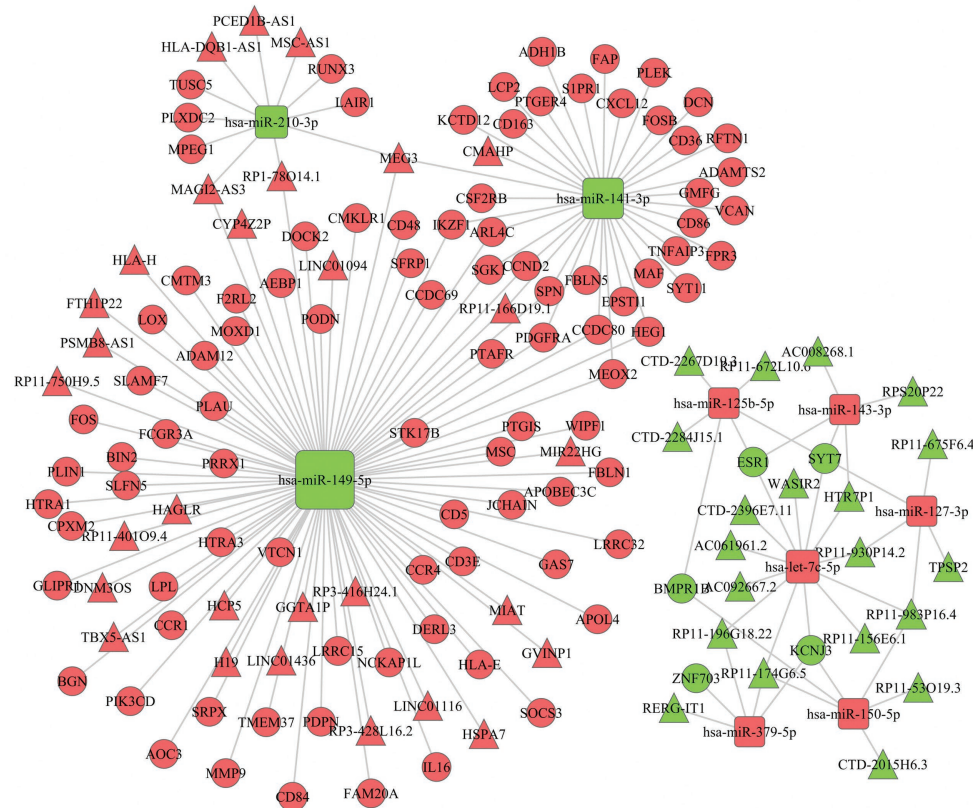 PCED1B-AS1
HLA-DQB1-AS1
MSC-AS1
RUNX3
TUSC5
LAIR1
PLXDC2
hsa-miR-210-3p
MPEG1
MAGI2-AS3
RP1-78O14.1
MEG3
CYP4Z2P
ADH1B
FAP
LCP2
S1PR1
PLEK
PTGER4
CXCL12
DCN
KCTD12
CD163
FOSB
CMAHP
CD36
RFTN1
ADAMTS2
GMFG
hsa-miR-141-3p
CSF2RB
VCAN
CD86
IKZF1
ARL4C
TNFAIP3
FPR3
MAF
SYT11
SGK1
CCND2
FBLN5
SPN
EPSTI1
RP11-166D19.1
CCDC80
HEG1
PDGFRA
PTAFR
MEOX2
CMKLR1
CD48
DOCK2
SFRP1
LINC01094
CCDC69
HLA-H
CMTM3
AEBP1
FTH1P22
F2RL2
PODN
LOX
MOXD1
PSMB8-AS1
ADAM12
RP11-750H9.5
SLAMF7
PLAU
FOS
FCGR3A
STK17B
PTGIS
WIPF1
BIN2
PRRX1
MSC
MIR22HG
PLIN1
SLFN5
hsa-miR-149-5p
FBLN1
APOBEC3C
HTRA1
HAGLR
JCHAIN
CPXM2
CD5
RP11-401O9.4
HTRA3
VTCN1
LRRC32
CD3E
GAS7
CCR4
GLIPR1
DNM3OS
LPL
RP3-416H24.1
HCP5
GGTA1P
MIAT
APOL4
CCR1
DERL3
TBX5-AS1
GVINP1
H19
LINC01436
LRRC15
NCKAP1L
HLA-E
BGN
PIK3CD
SRPX
LINC01116
SOCS3
TMEM37
PDPN
RP3-428L16.2
HSPA7
AOC3
MMP9
IL16
CD84
FAM20A
CTD-2267D19.3
AC008268.1
RP11-672L10.6
hsa-miR-125b-5p
hsa-miR-143-3p
RPS20P22
CTD-2284J15.1
RP11-675F6.4
ESR1
SYT7
WASIR2
HTR7P1
CTD-2396E7.11
hsa-miR-127-3p
AC061961.2
RP11-930P14.2
hsa-let-7c-5p
TPSP2
BMPR1B
AC092667.2
RP11-983P16.4
RP11-196G18.22
RP11-156E6.1
KCNJ3
ZNF703
RP11-174G6.5
RP11-53O19.3
RERG-IT1
hsa-miR-150-5p
hsa-miR-379-5p
CTD-2015H6.3